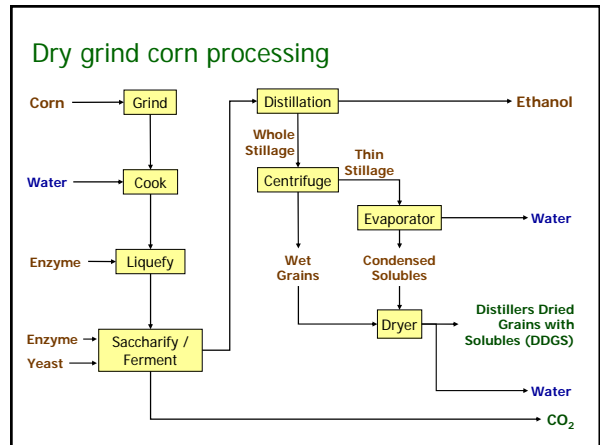 Dry grind corn processing
Corn
Grind
Distillation
Ethanol
Whole
Stillage
Thin
Stillage
Water
Cook
Centrifuge
Evaporator
Water
Enzyme
Liquefy
Wet
Grains
Condensed
Solubles
Distillers Dried
Grains with
Solubles (DDGS)
Dryer
Enzyme
Yeast
Saccharify /
Ferment
Water
CO₂